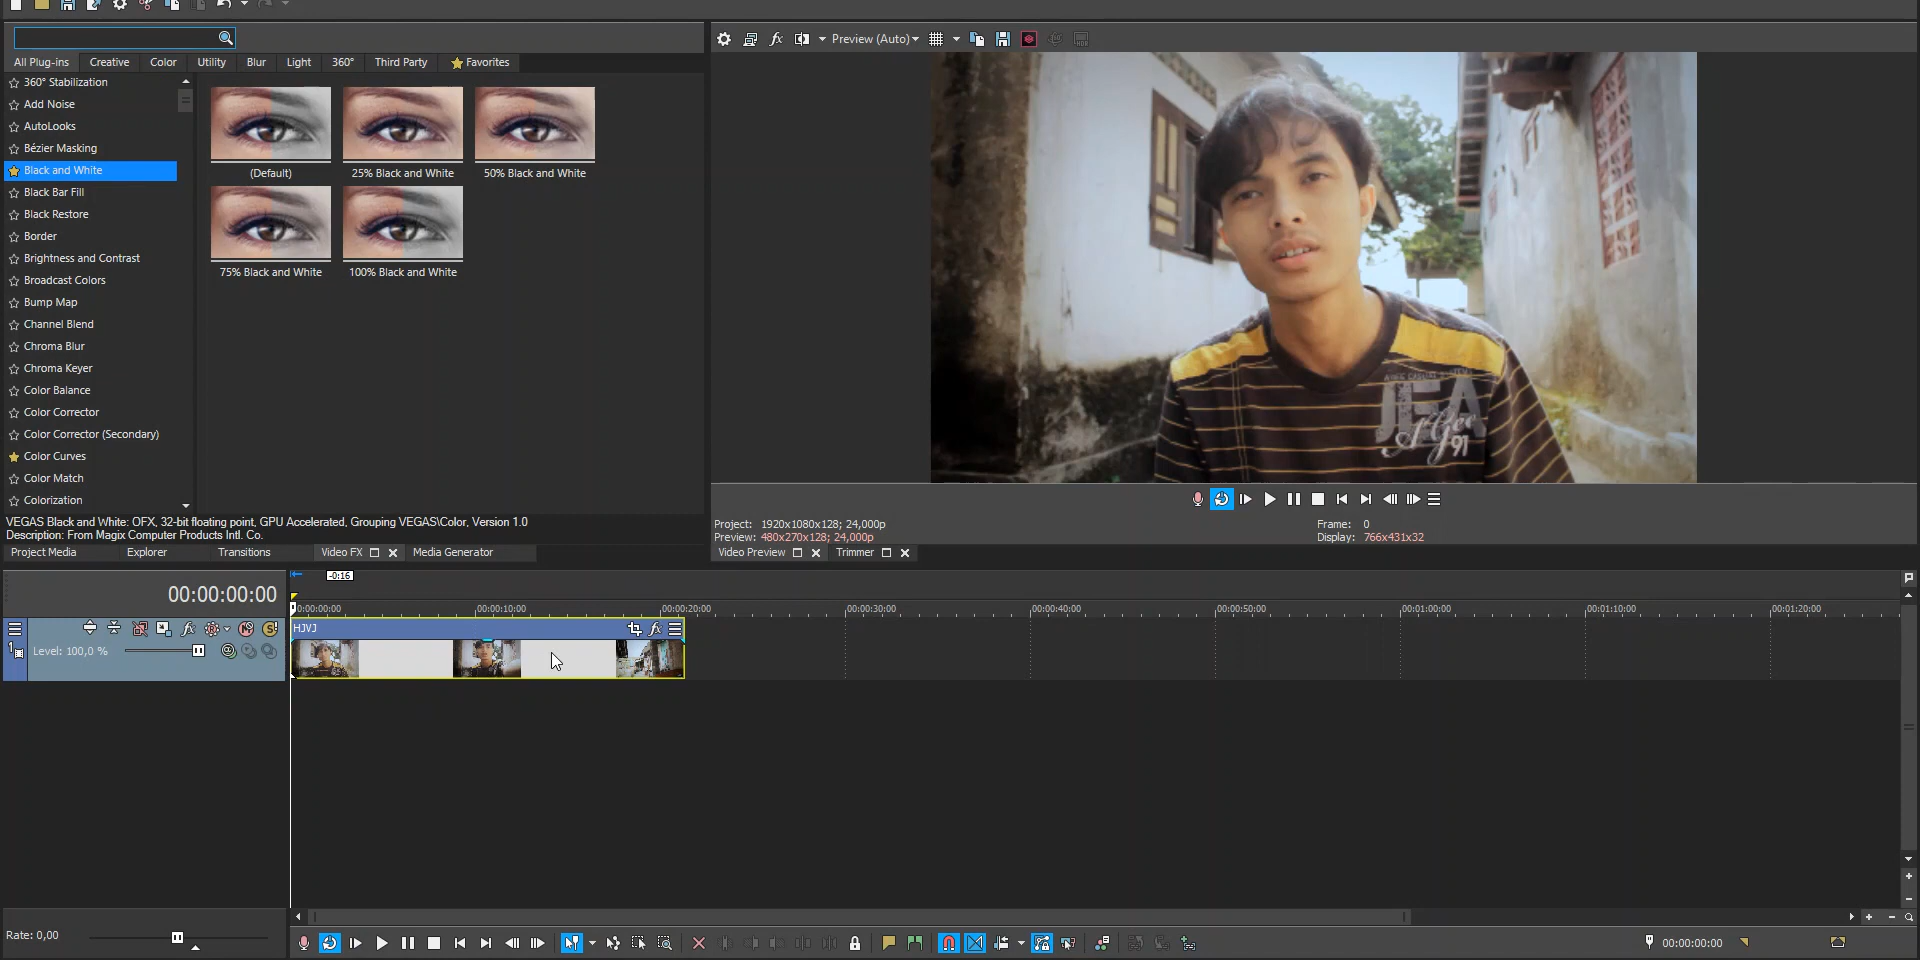 Preview (Auto)
All Plug-ins Creative Color Utility Blur Light 360° Third Party Favorites
360° Stabilization
Add Noise
AutoLooks
Bézier Masking
Black and White
Black Bar Fill
Black Restore
Border
Brightness and Contrast
Broadcast Colors
Bump Map
Channel Blend
Chroma Blur
Chroma Keyer
Color Balance
Color Corrector
Color Corrector (Secondary)
Color Curves
Color Match
Colorization
(Default) 25% Black and White 50% Black and White
75% Black and White 100% Black and White
JFA
91
VEGAS Black and White: OFX, 32-bit floating point, GPU Accelerated, Grouping VEGAS\Color, Version 1.0
Description: From Magix Computer Products Intl. Co.
Project Media Explorer Transitions Video FX Media Generator
Project: 1920x1080x128; 24,000p
Preview: 480x270x128; 24,000p
Frame: 0
Display: 766x431x32
Video Preview Trimmer
00:00:00:00
-0:16
0:00:00:00 00:00:10:00 00:00:20:00 00:00:30:00 00:00:40:00 00:00:50:00 00:01:00:00 00:01:10:00 00:01:20:00
HJVJ
1
Level: 100,0 %
Rate: 0,00
00:00:00:00